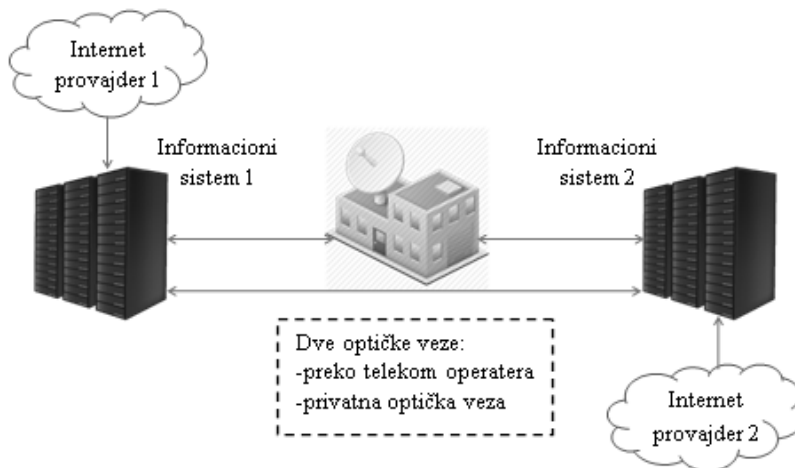 Internet
provajder 1
Informacioni
sistem 1
Informacioni
sistem 2
Dve optičke veze:
-preko telekom operatera
-privatna optička veza
Internet
provajder 2